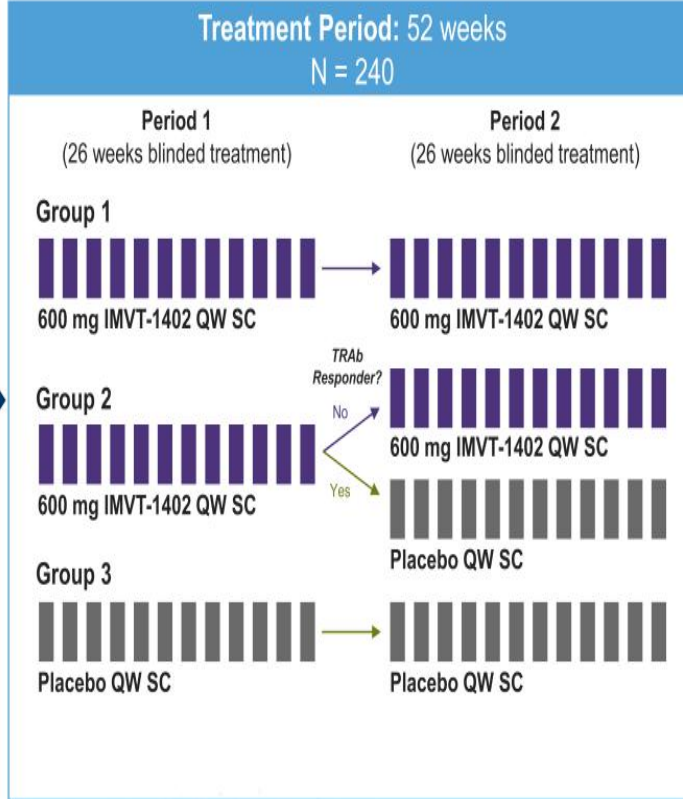 Treatment Period: 52 weeks
N = 240
Period 1
(26 weeks blinded treatment)
Period 2
(26 weeks blinded treatment)
Group 1
600 mg IMVT-1402 QW SC
600 mg IMVT-1402 QW SC
Group 2
600 mg IMVT-1402 QW SC
TRAb
Responder?
No
Yes
600 mg IMVT-1402 QW SC
Placebo QW SC
Group 3
Placebo QW SC
Placebo QW SC